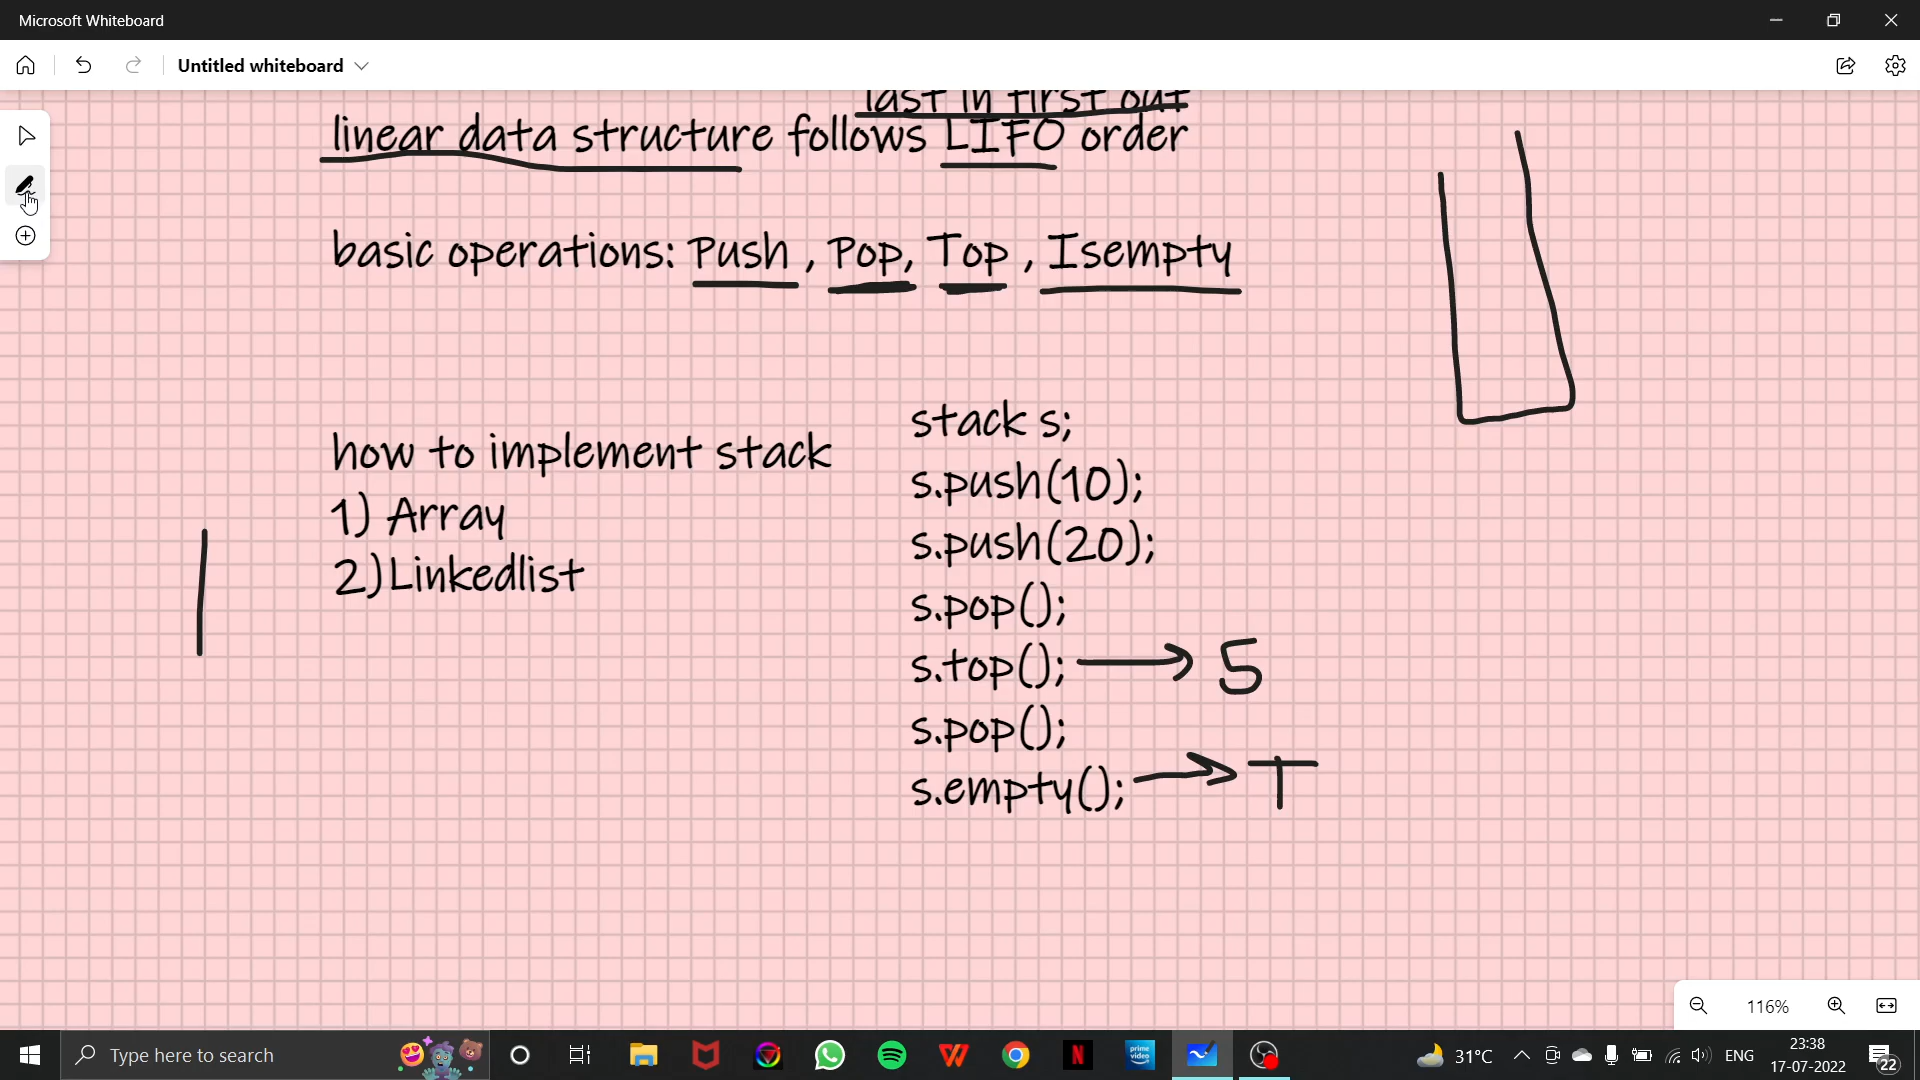 Microsoft Whiteboard
Untitled whiteboard
last in first out
linear data structure follows LIFO order
basic operations: Push , Pop, Top , Isempty
how to implement stack
1) Array
2)Linkedlist
stack s;
s.push(10);
s.push(20);
s.pop();
s.top(); → 5
s.pop();
s.empty(); → T
116%
Type here to search
prime video
31°C
ENG
23:38
17-07-2022
22